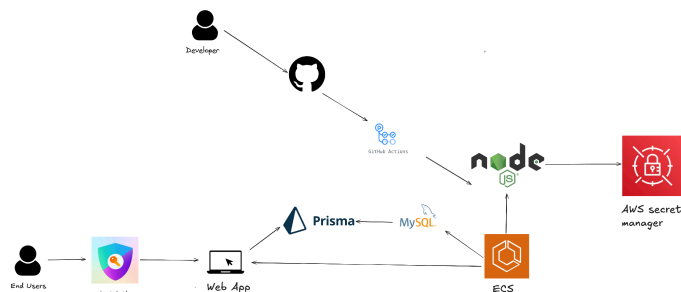 Developer
GitHub Actions
node
JS
AWS secret
manager
Prisma
MySQL
End Users
Web App
ECS